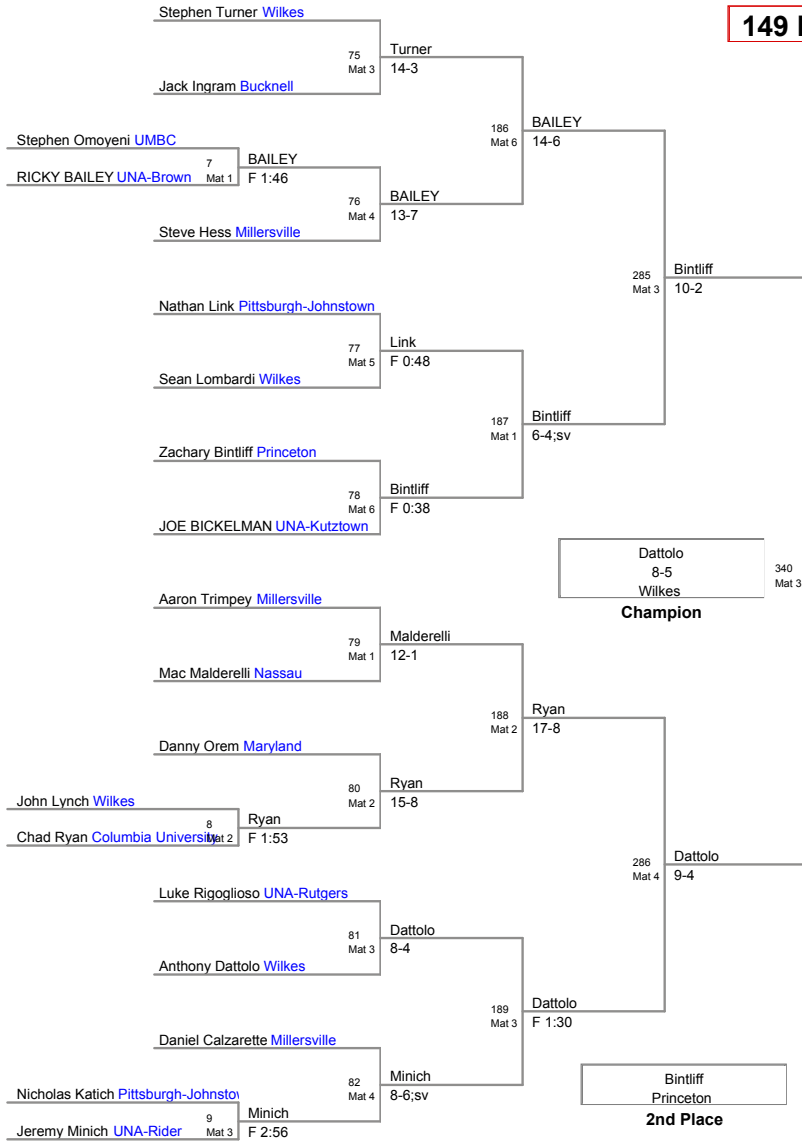 Stephen Turner Wilkes
149
75
Mat 3
Turner
14-3
Jack Ingram Bucknell
186
Mat 6
BAILEY
14-6
Stephen Omoyeni UMBC
7
Mat 1
BAILEY
F 1:46
RICKY BAILEY UNA-Brown
76
Mat 4
BAILEY
13-7
Steve Hess Millersville
285
Mat 3
Bintliff
10-2
Nathan Link Pittsburgh-Johnstown
77
Mat 5
Link
F 0:48
Sean Lombardi Wilkes
187
Mat 1
Bintliff
6-4;sv
Zachary Bintliff Princeton
78
Mat 6
Bintliff
F 0:38
JOE BICKELMAN UNA-Kutztown
Dattolo
8-5
Wilkes
340
Mat 3
Champion
Aaron Trimpey Millersville
79
Mat 1
Malderelli
12-1
Mac Malderelli Nassau
188
Mat 2
Ryan
17-8
Danny Orem Maryland
80
Mat 2
Ryan
15-8
John Lynch Wilkes
8
Mat 2
Ryan
F 1:53
Chad Ryan Columbia University
286
Mat 4
Dattolo
9-4
Luke Rigoglioso UNA-Rutgers
81
Mat 3
Dattolo
8-4
Anthony Dattolo Wilkes
189
Mat 3
Dattolo
F 1:30
Daniel Calzarette Millersville
82
Mat 4
Minich
8-6;sv
Nicholas Katich Pittsburgh-Johnstow
9
Mat 3
Minich
F 2:56
Jeremy Minich UNA-Rider
Bintliff
Princeton
2nd Place